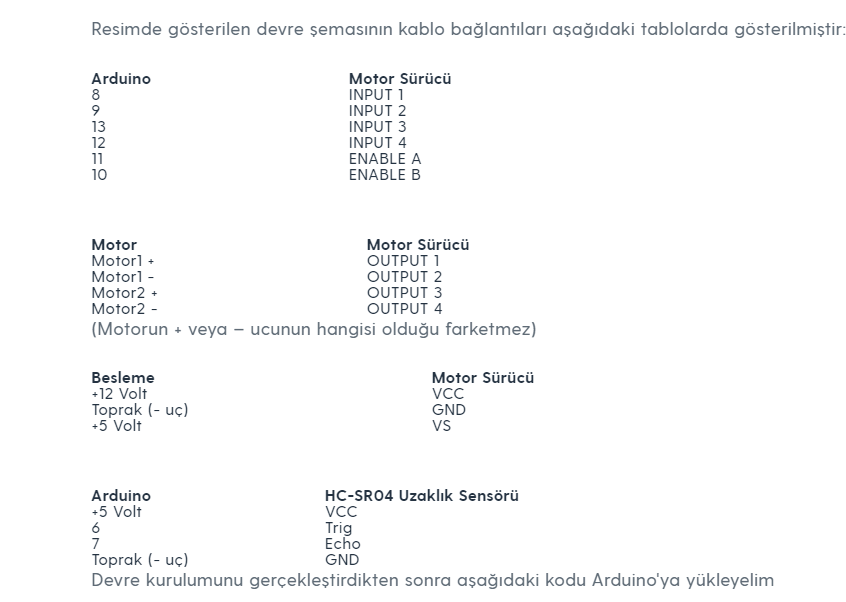 Resimde gösterilen devre şemasının kablo bağlantıları aşağıdaki tablolarda gösterilmiştir:
Arduino Motor Sürücü
8 INPUT 1
9 INPUT 2
13 INPUT 3
12 INPUT 4
11 ENABLE A
10 ENABLE B
Motor Motor Sürücü
Motor1 + OUTPUT 1
Motor1 - OUTPUT 2
Motor2 + OUTPUT 3
Motor2 - OUTPUT 4
(Motorun + veya – ucunun hangisi olduğu farketmez)
Besleme Motor Sürücü
+12 Volt VCC
Toprak (- uç) GND
+5 Volt VS
Arduino HC-SR04 Uzaklık Sensörü
+5 Volt VCC
6 Trig
7 Echo
Toprak (- uç) GND
Devre kurulumunu gerçekleştirdikten sonra aşağıdaki kodu Arduino'ya yükleyelim